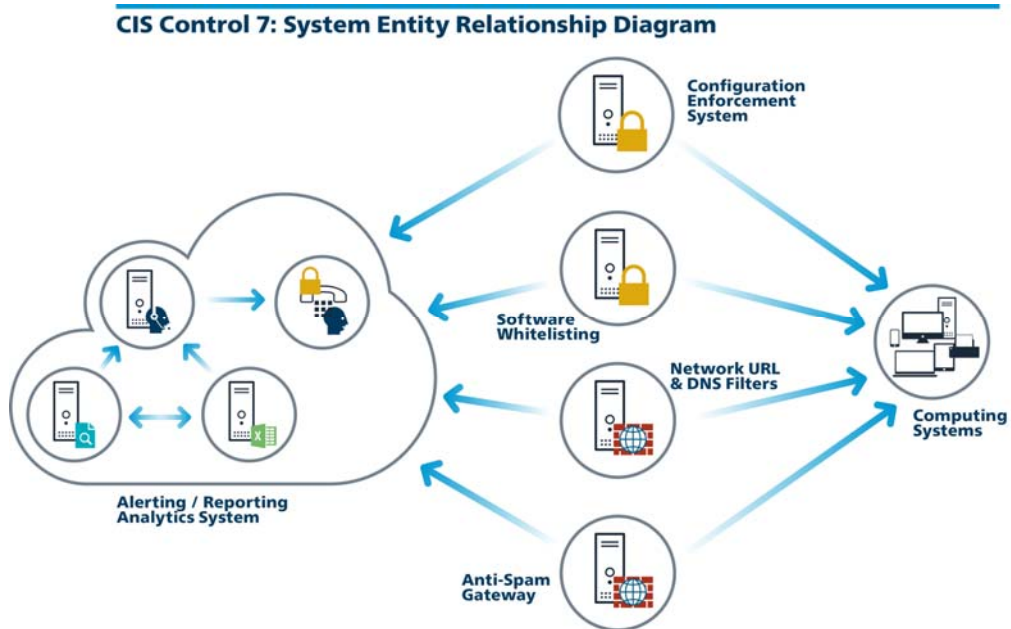 CIS Control 7: System Entity Relationship Diagram
Configuration
Enforcement
System
Software
Whitelisting
Network URL
& DNS Filters
Computing
Systems
Alerting / Reporting
Analytics System
Anti-Spam
Gateway